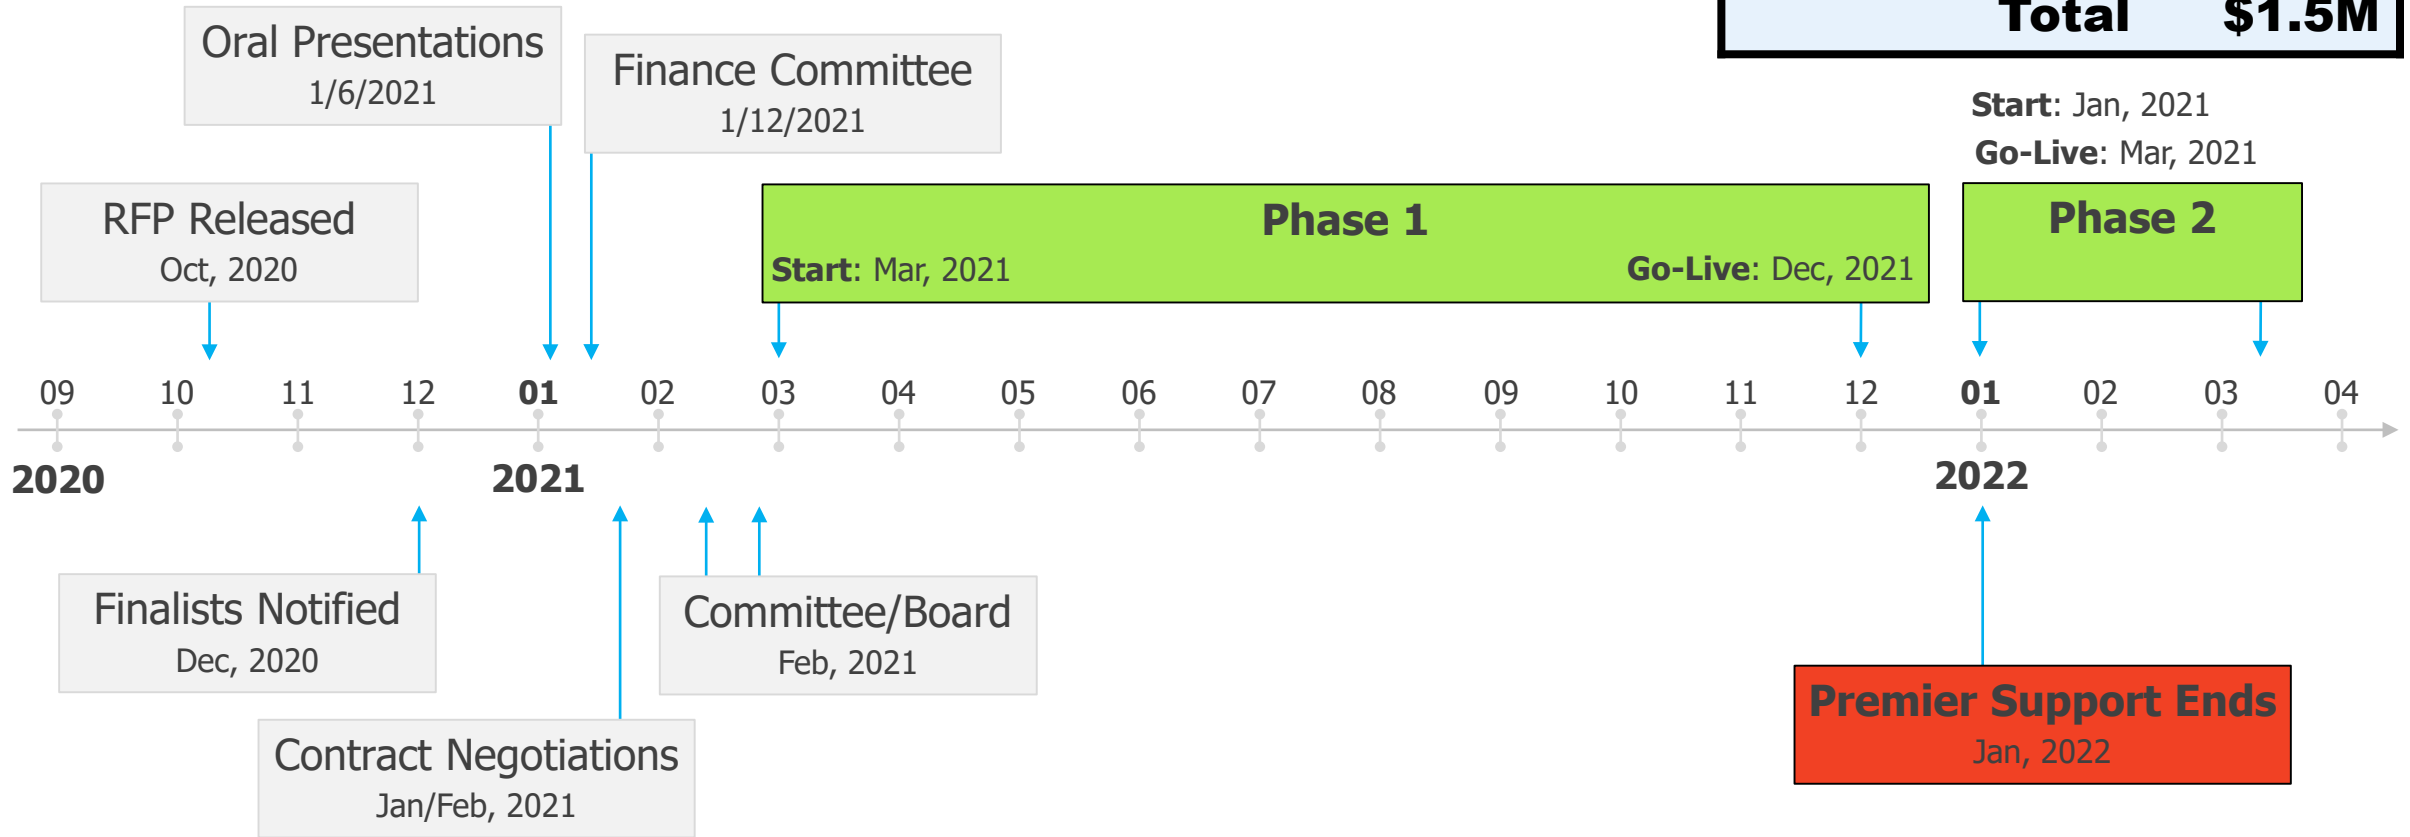 Total $1.5M
Oral Presentations
1/6/2021
Finance Committee
1/12/2021
Start: Jan, 2021
Go-Live: Mar, 2021
RFP Released
Oct, 2020
Phase 1
Start: Mar, 2021
Go-Live: Dec, 2021
Phase 2
09 10 11 12 01 02 03 04 05 06 07 08 09 10 11 12 01 02 03 04
2020 2021 2022
Finalists Notified
Dec, 2020
Committee/Board
Feb, 2021
Contract Negotiations
Jan/Feb, 2021
Premier Support Ends
Jan, 2022